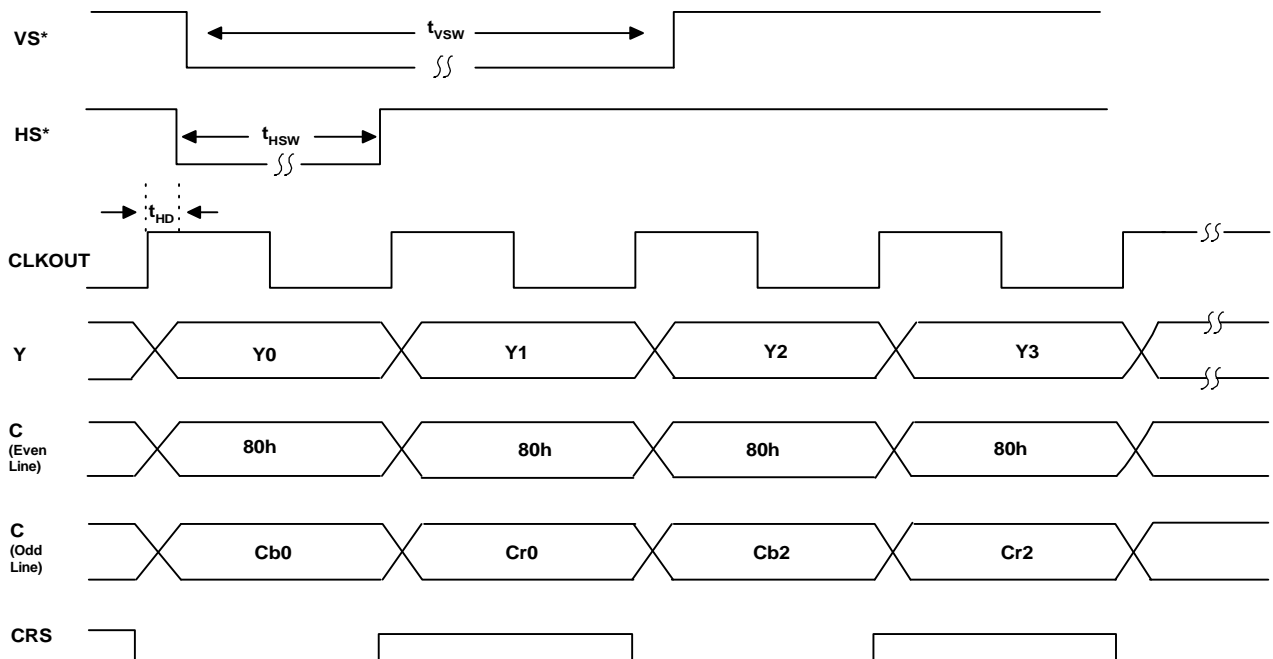 VS*
tVSW
HS*
tHSW
tHD
CLKOUT
Y
Y0
Y1
Y2
Y3
C
(Even
Line)
80h
80h
80h
80h
C
(Odd
Line)
Cb0
Cr0
Cb2
Cr2
CRS